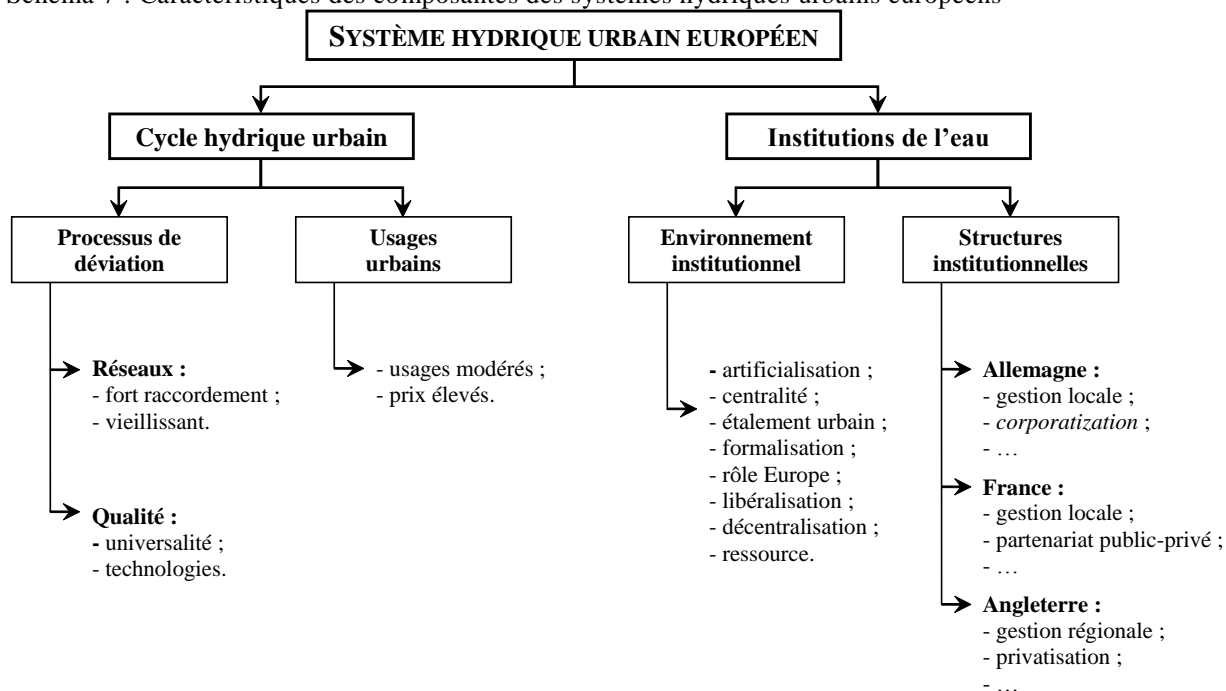 Schéma 7 : Caractéristiques des composantes des systèmes hydriques urbains européens
SYSTÈME HYDRIQUE URBAIN EUROPÉEN
Cycle hydrique urbain
Institutions de l’eau
Processus de
déviation
Usages
urbains
Environnement
institutionnel
Structures
institutionnelles
Réseaux :
- fort raccordement ;
- vieillissant.
Qualité :
- universalité ;
- technologies.
- usages modérés ;
- prix élevés.
- artificialisation ;
- centralité ;
- étalement urbain ;
- formalisation ;
- rôle Europe ;
- libéralisation ;
- décentralisation ;
- ressource.
Allemagne :
- gestion locale ;
- corporatization ;
- …
France :
- gestion locale ;
- partenariat public-privé ;
- …
Angleterre :
- gestion régionale ;
- privatisation ;
- …